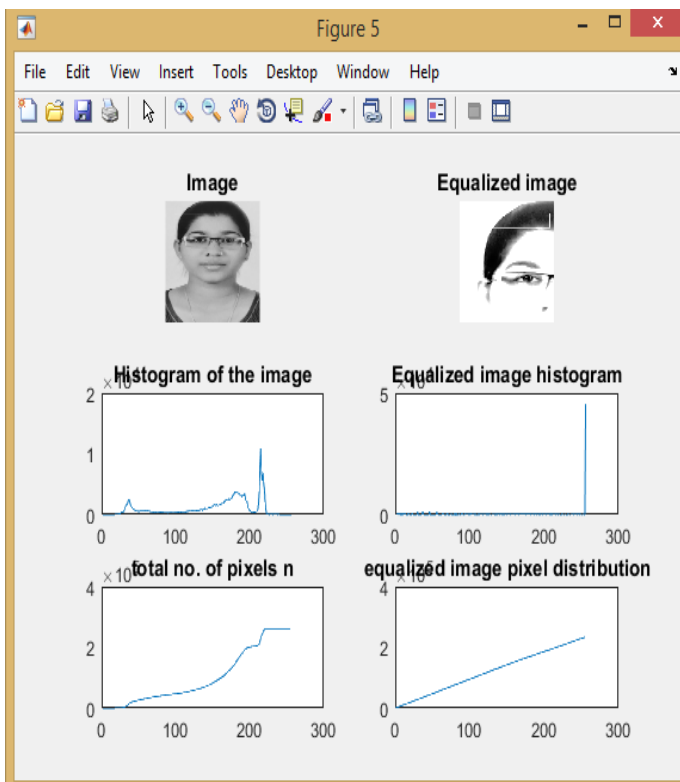 Figure 5
File Edit View Insert Tools Desktop Window Help
Image
Equalized image
Histogram of the image
Equalized image histogram
2
1
0
0 100 200 300
5
0
0 100 200 300
total no. of pixels n
equalized image pixel distribution
4
2
0
0 100 200 300
4
2
0
0 100 200 300